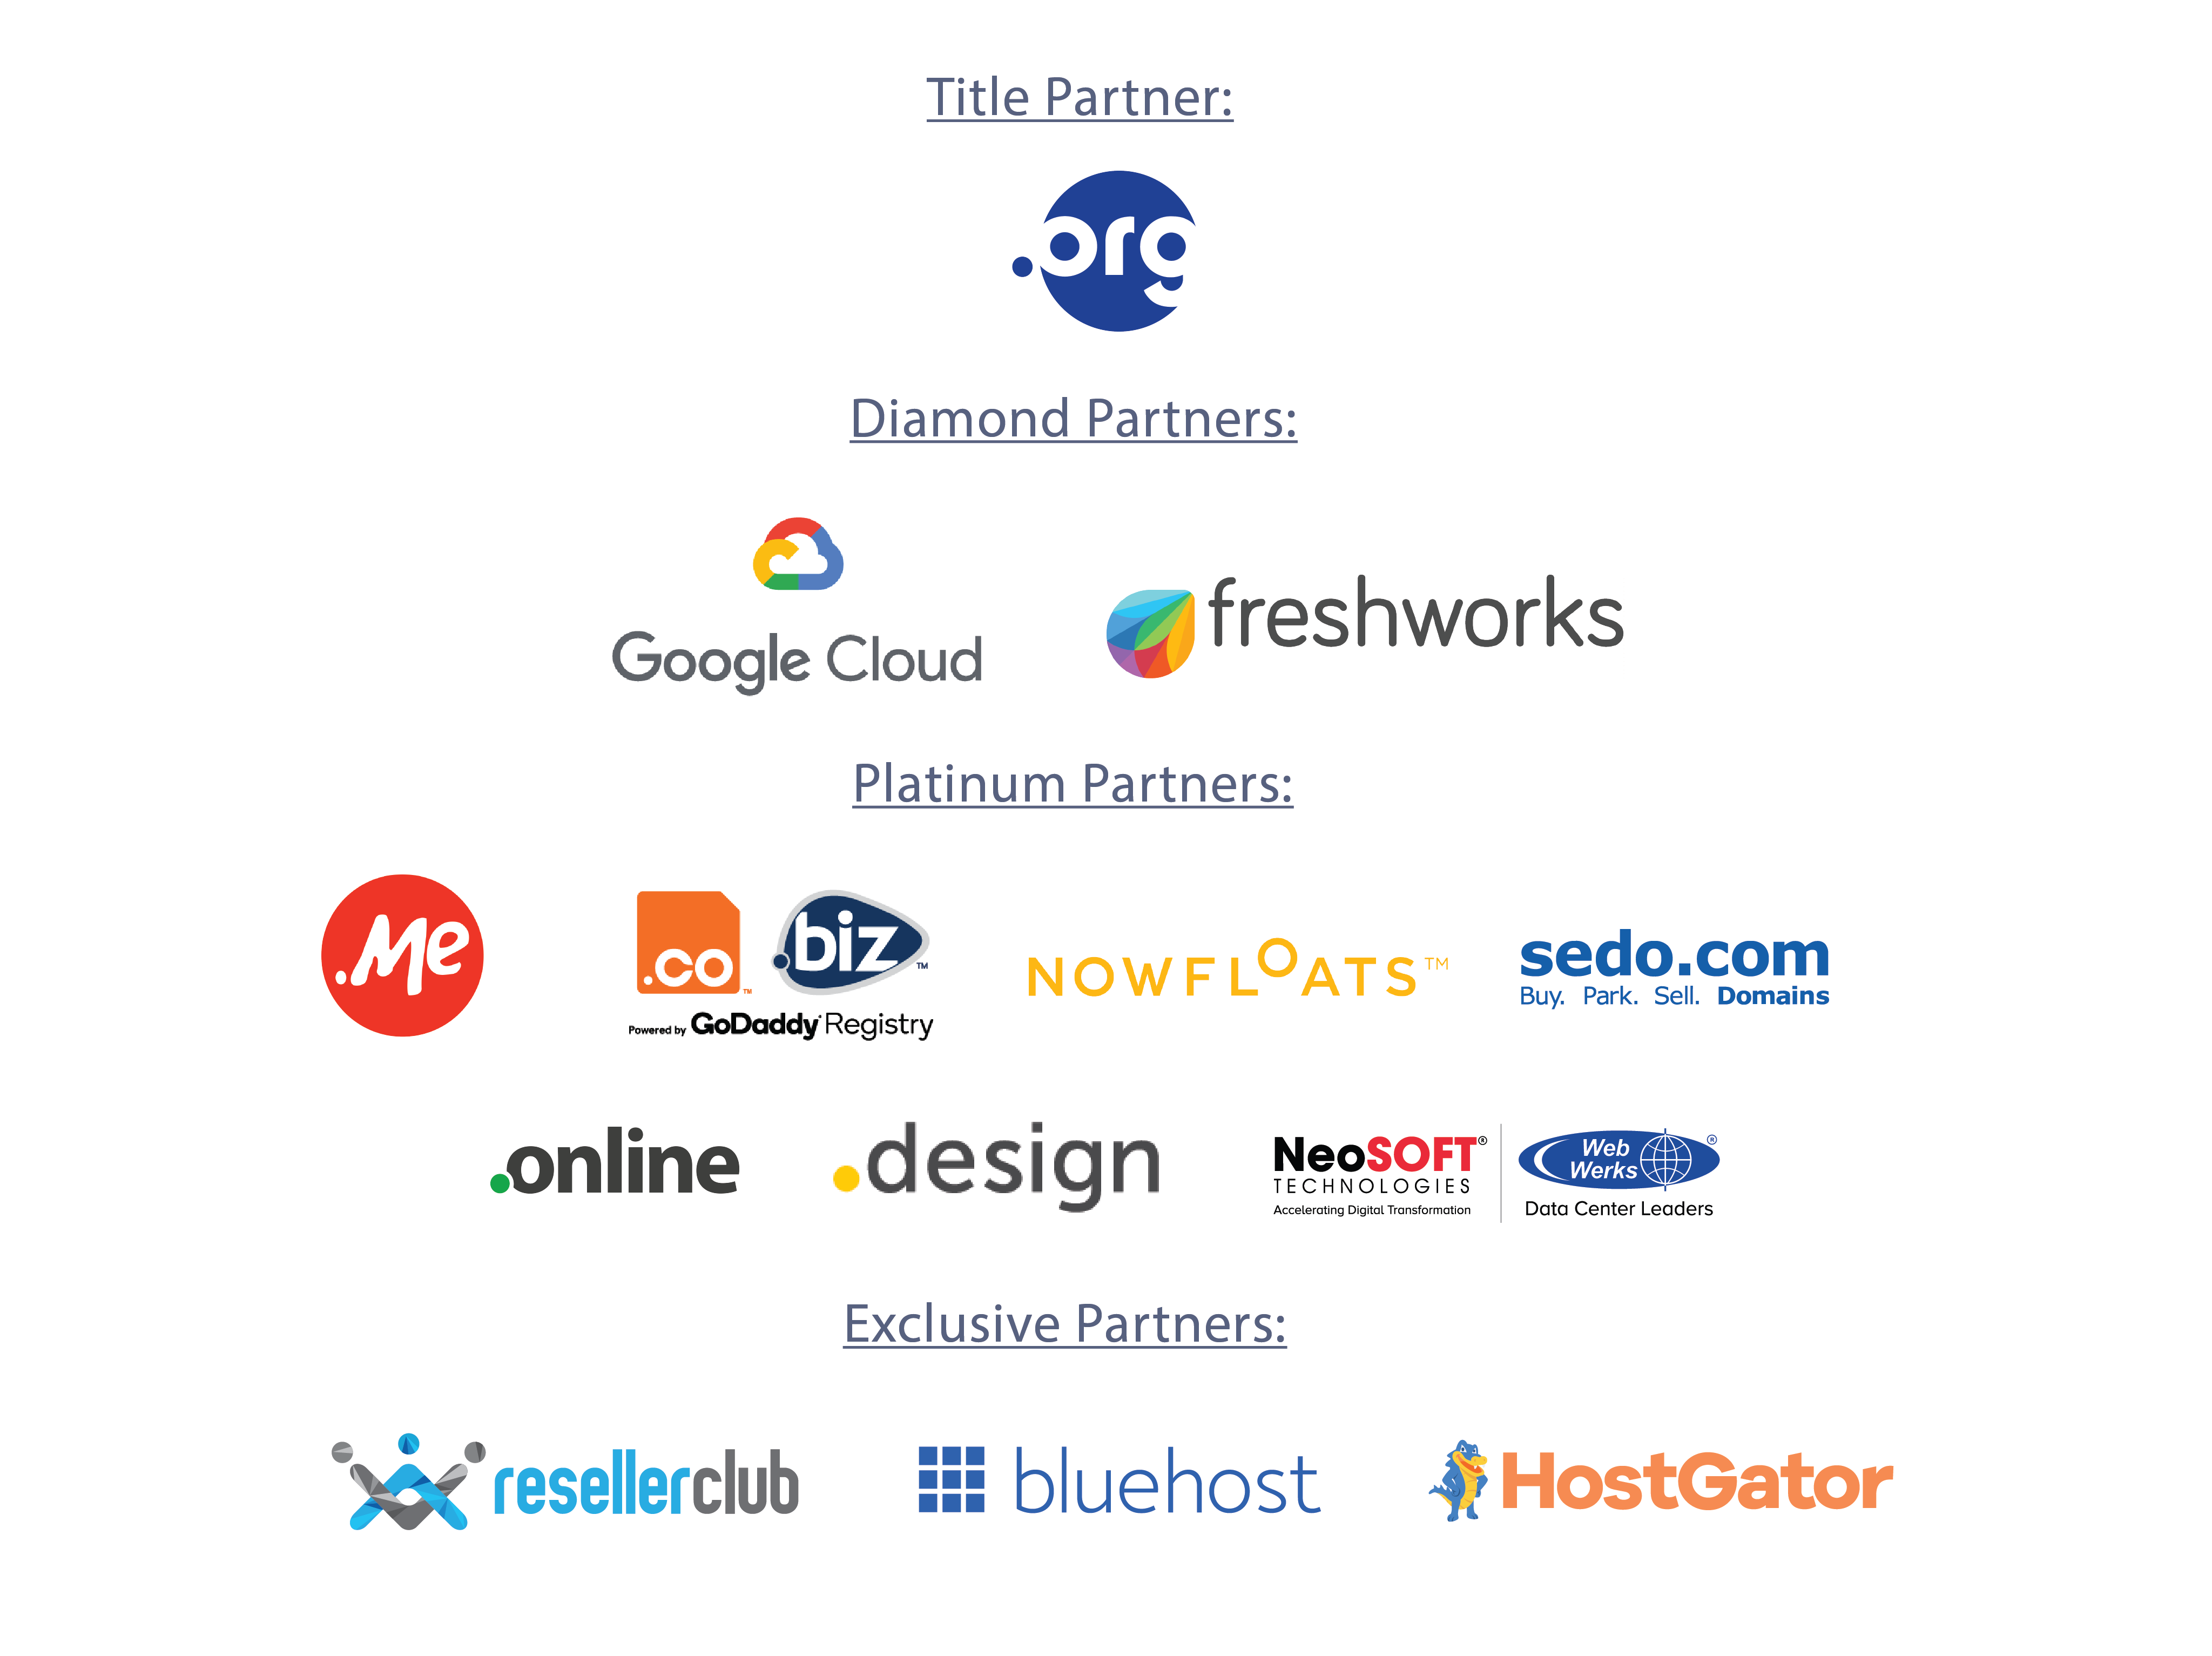 Title Partner:
.org
Diamond Partners:
Google Cloud
freshworks
Platinum Partners:
.Me
.co™
.biz™
Powered by GoDaddy Registry
NOWFLOATS™
sedo.com
Buy. Park. Sell. Domains
.online
.design
NeoSOFT®
TECHNOLOGIES
Accelerating Digital Transformation
Web
Werks
®
Data Center Leaders
Exclusive Partners:
resellerclub
bluehost
HostGator